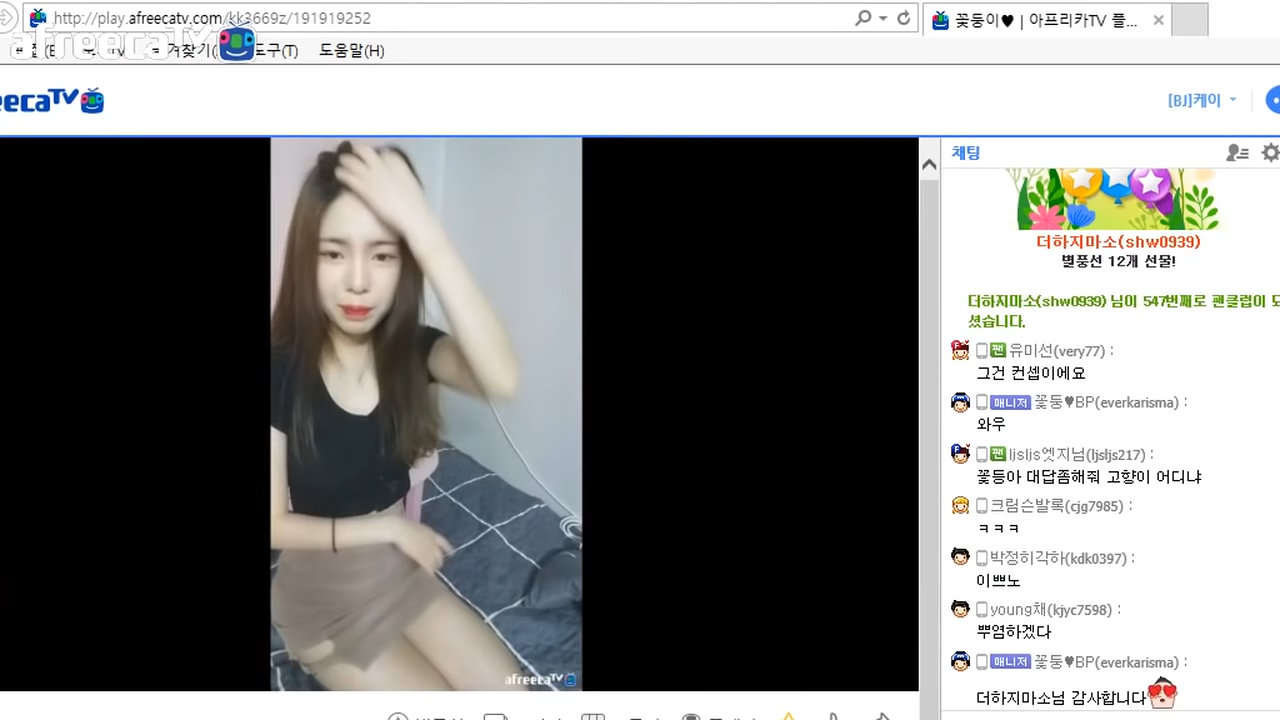 http://play.afreecatv.com/kk3669z/191919252
꽃둥이♥ | 아프리카TV 플...
afreecaTV
도구(T) 도움말(H)
eecaTV
[BJ]케이
채팅
더하지마소(shw0939)
별풍선 12개 선물!
더하지마소(shw0939) 님이 547번째로 팬클럽이 되
셨습니다.
팬 유미선(very77) :
그건 컨셉이에요
매니저 꽃둥♥BP(everkarisma) :
와우
팬 ljsljs엣지님(ljsljs217) :
꽃등아 대답좀해줘 고향이 어디냐
크림슨발록(cjg7985) :
ㅋㅋㅋ
박정히각하(kdk0397) :
이쁘노
young채(kjyc7598) :
뿌염하겠다
매니저 꽃둥♥BP(everkarisma) :
더하지마소님 감사합니다
afreecaTV